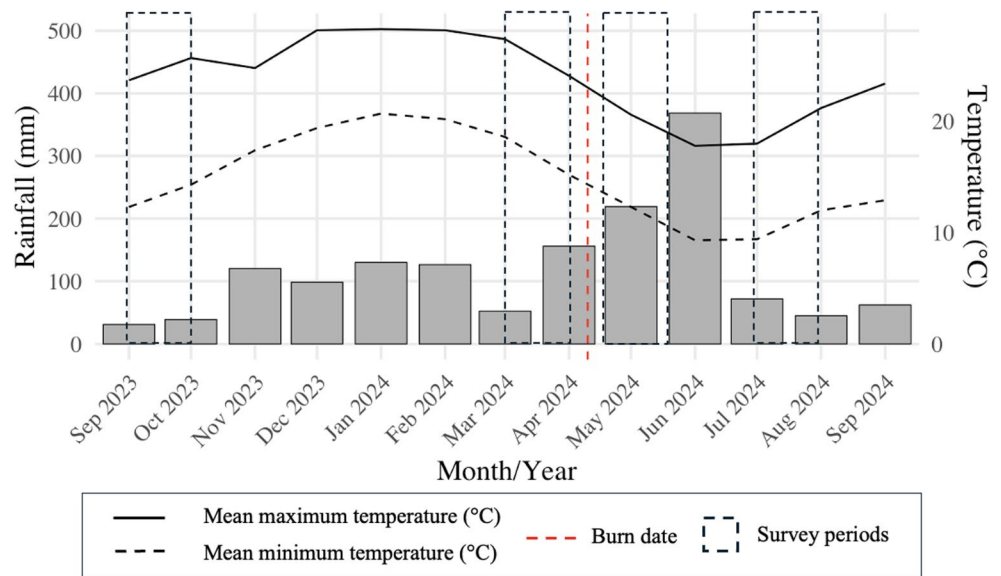 500
400
300
200
100
0
Rainfall (mm)
20
10
0
Temperature (°C)
Sep 2023
Oct 2023
Nov 2023
Dec 2023
Jan 2024
Feb 2024
Mar 2024
Apr 2024
May 2024
Jun 2024
Jul 2024
Aug 2024
Sep 2024
Month/Year
Mean maximum temperature (°C)
Mean minimum temperature (°C)
Burn date
Survey periods